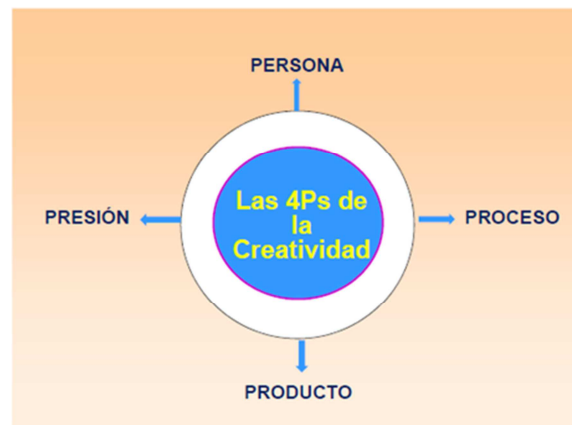 PERSONA
Las 4Ps de
la
Creatividad
PRESIÓN
PROCESO
PRODUCTO